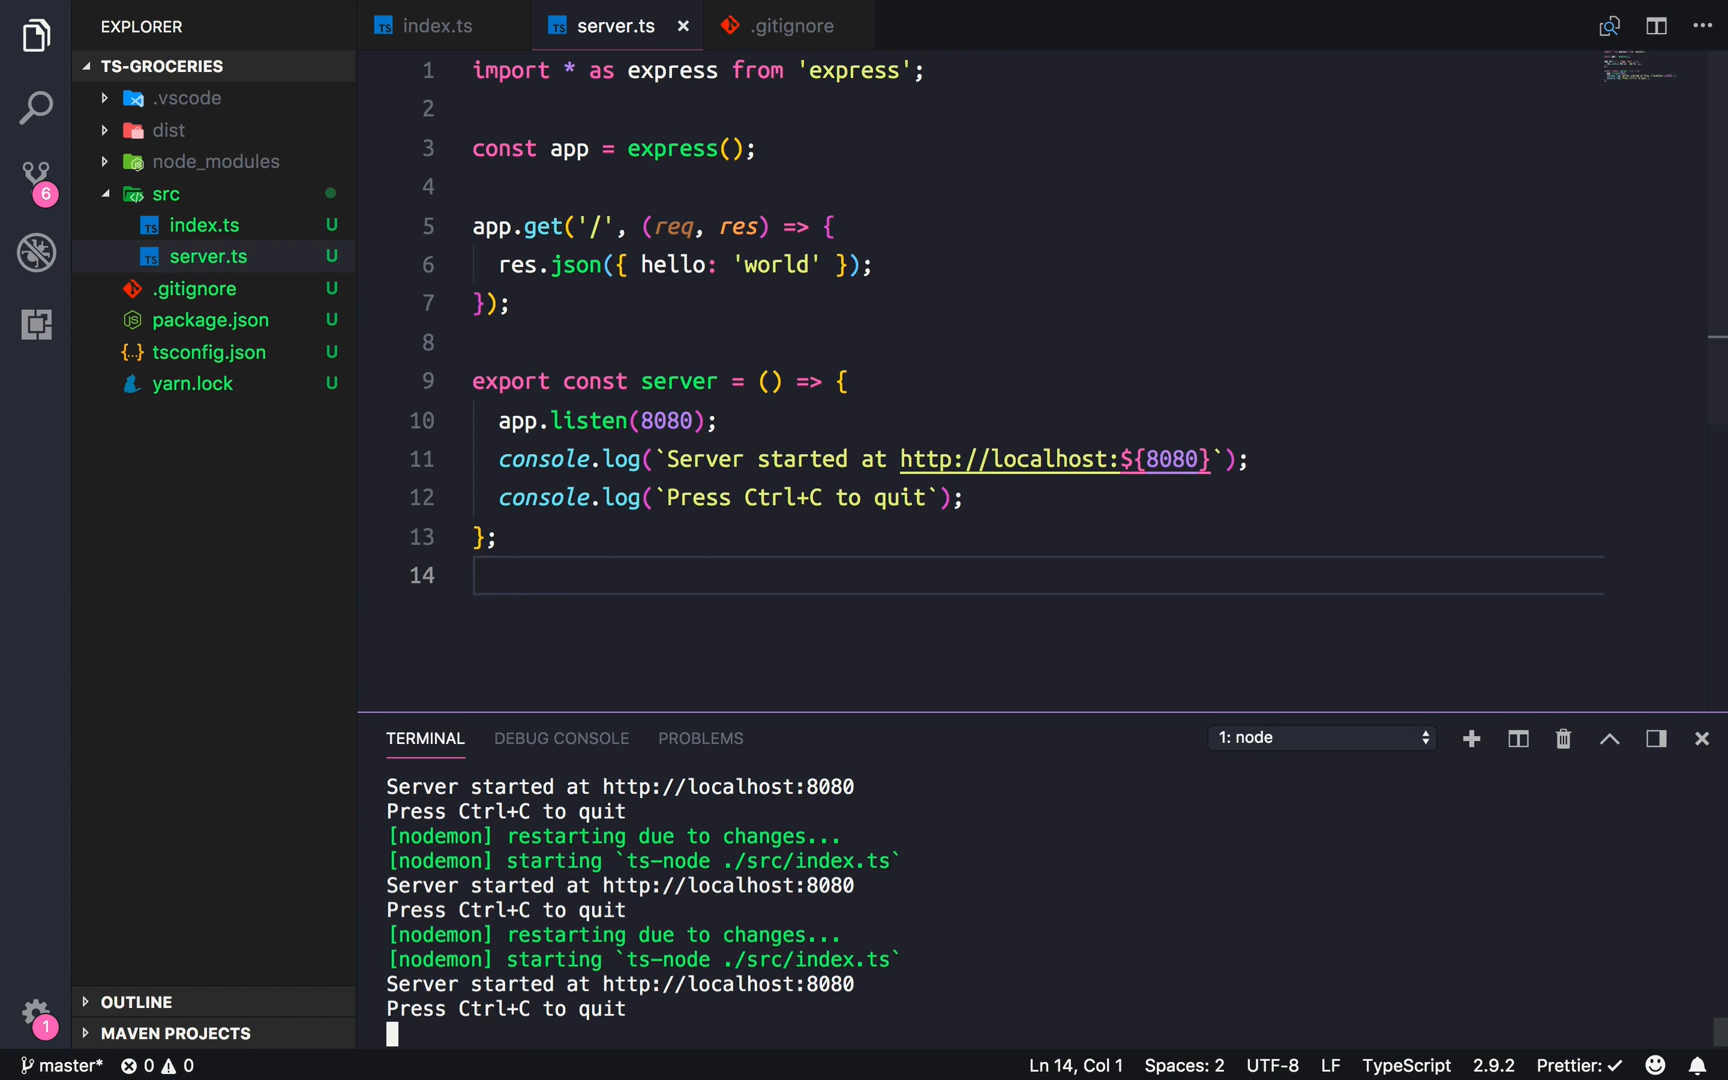 EXPLORER
TS-GROCERIES
.vscode
dist
node_modules
src
TS index.ts U
TS server.ts U
.gitignore U
JS package.json U
{..} tsconfig.json U
yarn.lock U
OUTLINE
MAVEN PROJECTS
6
1
TS index.ts
TS server.ts ×
.gitignore
1 import * as express from 'express';
2
3 const app = express();
4
5 app.get('/', (req, res) => {
6 res.json({ hello: 'world' });
7 });
8
9 export const server = () => {
10 app.listen(8080);
11 console.log(`Server started at http://localhost:${8080}`);
12 console.log(`Press Ctrl+C to quit`);
13 };
14
TERMINAL DEBUG CONSOLE PROBLEMS 1: node
Server started at http://localhost:8080
Press Ctrl+C to quit
[nodemon] restarting due to changes...
[nodemon] starting `ts-node ./src/index.ts`
Server started at http://localhost:8080
Press Ctrl+C to quit
[nodemon] restarting due to changes...
[nodemon] starting `ts-node ./src/index.ts`
Server started at http://localhost:8080
Press Ctrl+C to quit
master* 0 0 Ln 14, Col 1 Spaces: 2 UTF-8 LF TypeScript 2.9.2 Prettier: ✓